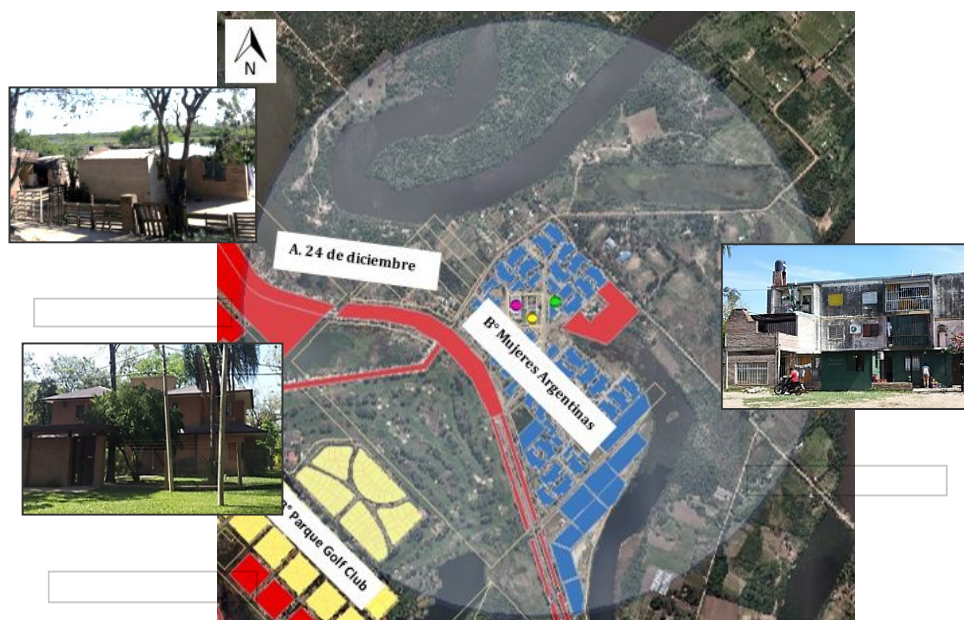 N
A. 24 de diciembre
B° Mujeres Argentinas
B° Parque Golf Club